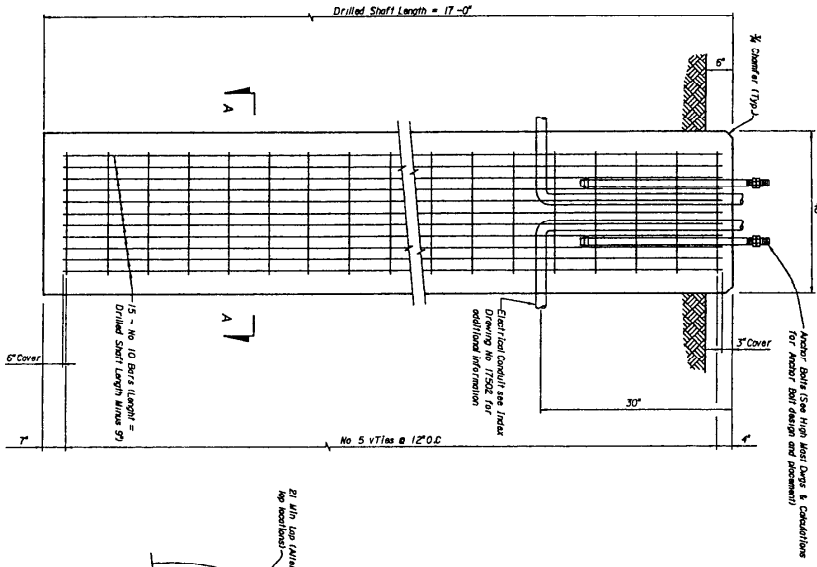 Drilled Shaft Length = 17'-0"
¾" Chamfer (Typ.)
6"
A
A
Anchor Bolts (See High Mast Dwgs & Calculations
for Anchor Bolt design and placement)
3" Cover
Electrical Conduit see Index
Drawing No 17502 for
additional information
30"
15 ~ No 10 Bars (Lenght =
Drilled Shaft Length Minus 9")
6" Cover
7"
No 5 vTies @ 12" O.C
4"
21 Min Lap (Alte
lap locations)